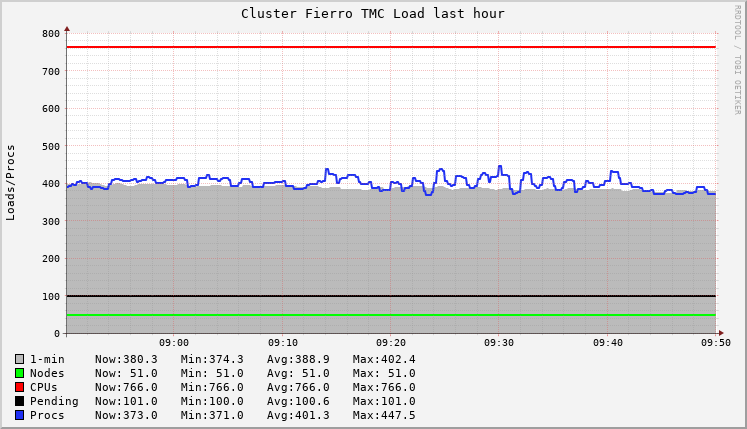 Cluster Fierro TMC Load last hour
RRDTOOL / TOBI OETIKER
Loads/Procs
800
700
600
500
400
300
200
100
0
09:00 09:10 09:20 09:30 09:40 09:50
1-min Now:380.3 Min:374.3 Avg:388.9 Max:402.4
Nodes Now: 51.0 Min: 51.0 Avg: 51.0 Max: 51.0
CPUs Now:766.0 Min:766.0 Avg:766.0 Max:766.0
Pending Now:101.0 Min:100.0 Avg:100.6 Max:101.0
Procs Now:373.0 Min:371.0 Avg:401.3 Max:447.5